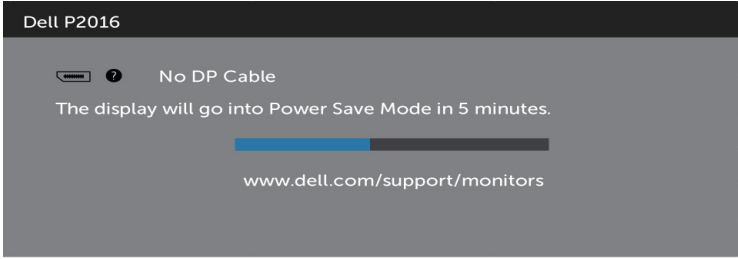 Dell P2016
? No DP Cable
The display will go into Power Save Mode in 5 minutes.
www.dell.com/support/monitors